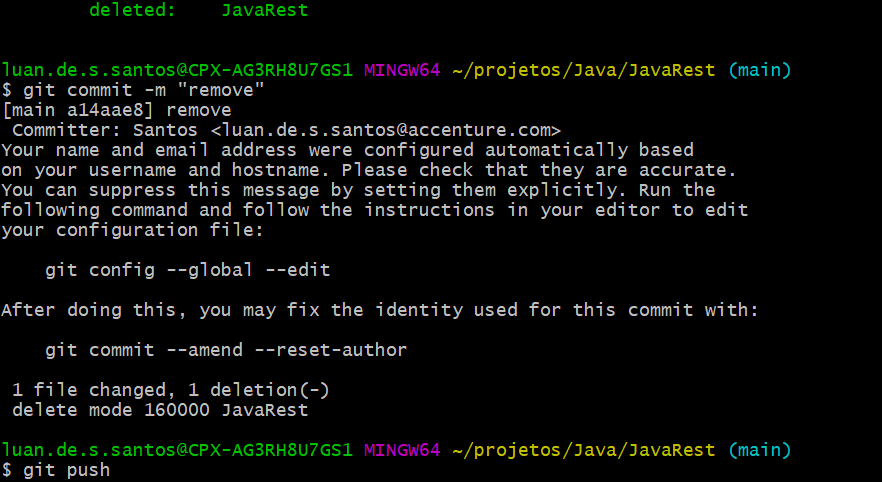 deleted:    JavaRest
luan.de.s.santos@CPX-AG3RH8U7GS1 MINGW64 ~/projetos/Java/JavaRest (main)
$ git commit -m "remove"
[main a14aae8] remove
 Committer: Santos <luan.de.s.santos@accenture.com>
Your name and email address were configured automatically based
on your username and hostname. Please check that they are accurate.
You can suppress this message by setting them explicitly. Run the
following command and follow the instructions in your editor to edit
your configuration file:
    git config --global --edit
After doing this, you may fix the identity used for this commit with:
    git commit --amend --reset-author
 1 file changed, 1 deletion(-)
 delete mode 160000 JavaRest
luan.de.s.santos@CPX-AG3RH8U7GS1 MINGW64 ~/projetos/Java/JavaRest (main)
$ git push